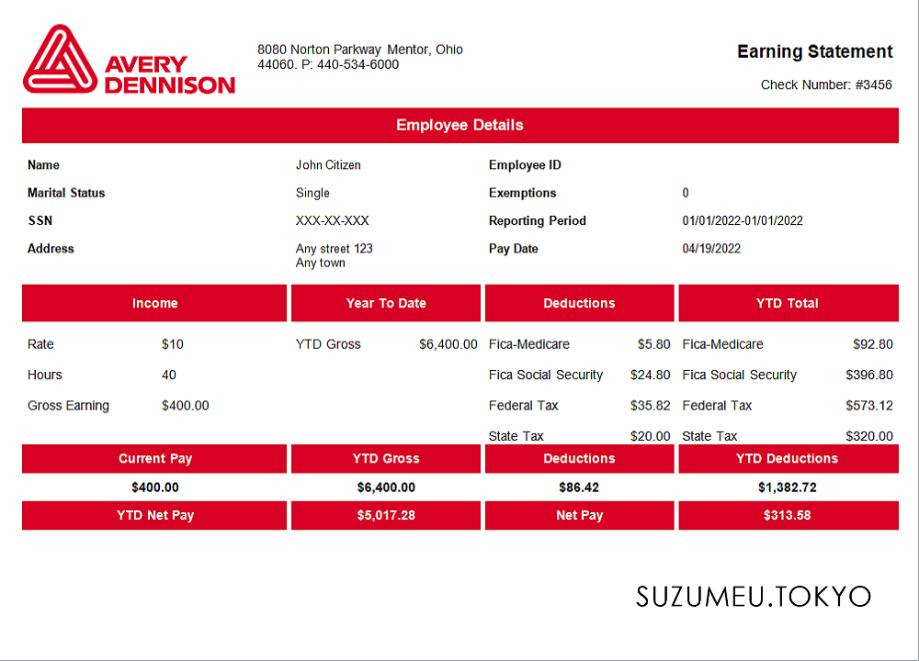 AVERY
DENNISON
8080 Norton Parkway Mentor, Ohio
44060. P: 440-534-6000
Earning Statement
Check Number: #3456
Employee Details
Name John Citizen Employee ID
Marital Status Single Exemptions 0
SSN XXX-XX-XXX Reporting Period 01/01/2022-01/01/2022
Address Any street 123 Pay Date 04/19/2022
Any town
Income Year To Date Deductions YTD Total
Rate $10 YTD Gross $6,400.00 Fica-Medicare $5.80 Fica-Medicare $92.80
Hours 40 Fica Social Security $24.80 Fica Social Security $396.80
Gross Earning $400.00 Federal Tax $35.82 Federal Tax $573.12
State Tax $20.00 State Tax $320.00
Current Pay YTD Gross Deductions YTD Deductions
$400.00 $6,400.00 $86.42 $1,382.72
YTD Net Pay $5,017.28 Net Pay $313.58
SUZUMEU.TOKYO